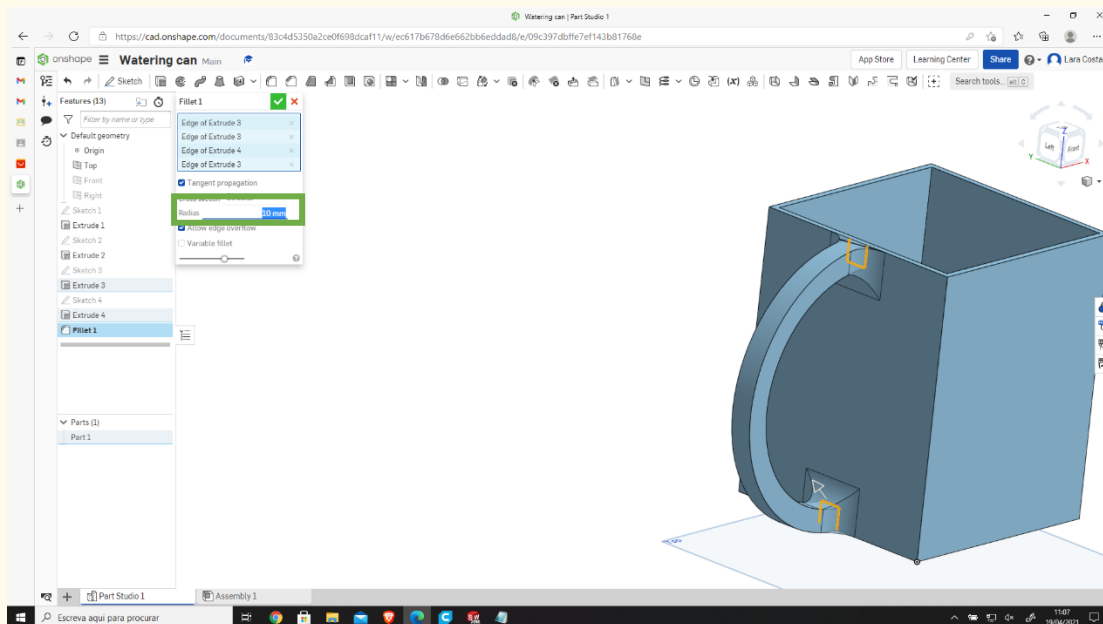 Watering can | Part Studio 1
https://cad.onshape.com/documents/83c4d5350a2ce0f698dcaf11/w/ec617b678d6e662bb6eddad8/e/09c397dbffe7ef143b81768e
onshape Watering can Main App Store Learning Center Share Lara Costa
Sketch Search tools... alt C
Features (13)
Filter by name or type
Default geometry
Origin
Top
Front
Right
Sketch 1
Extrude 1
Sketch 2
Extrude 2
Sketch 3
Extrude 3
Sketch 4
Extrude 4
Fillet 1
Parts (1)
Part 1
Fillet 1
Edge of Extrude 3
Edge of Extrude 3
Edge of Extrude 4
Edge of Extrude 3
Tangent propagation
Radius 10 mm
Allow edge overflow
Variable fillet
Z
Left Front
Y X
Part Studio 1 Assembly 1
Escreva aqui para procurar
11:07
19/04/2021